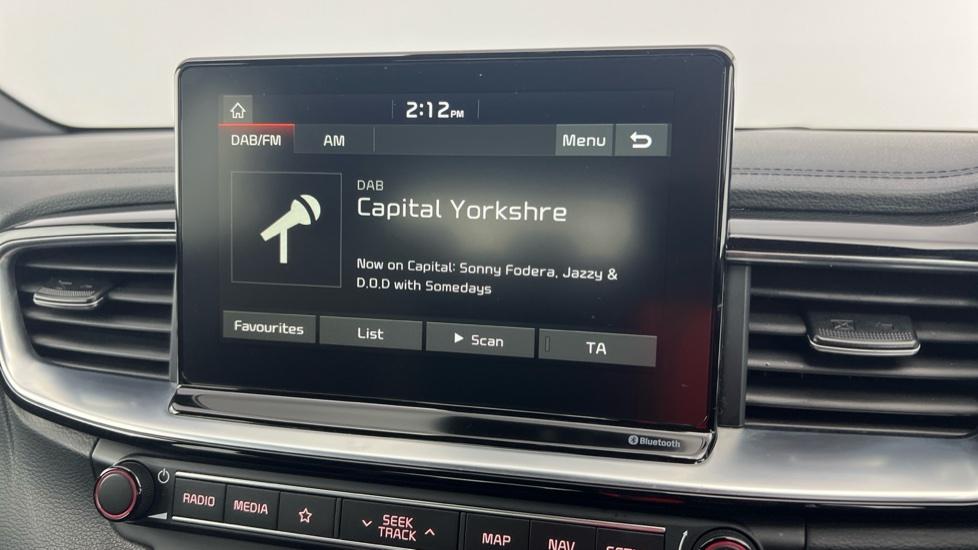 2:12PM
DAB/FM AM Menu
DAB
Capital Yorkshre
Now on Capital: Sonny Fodera, Jazzy &
D.O.D with Somedays
Favourites List Scan TA
Bluetooth
RADIO MEDIA SEEK TRACK MAP NAV